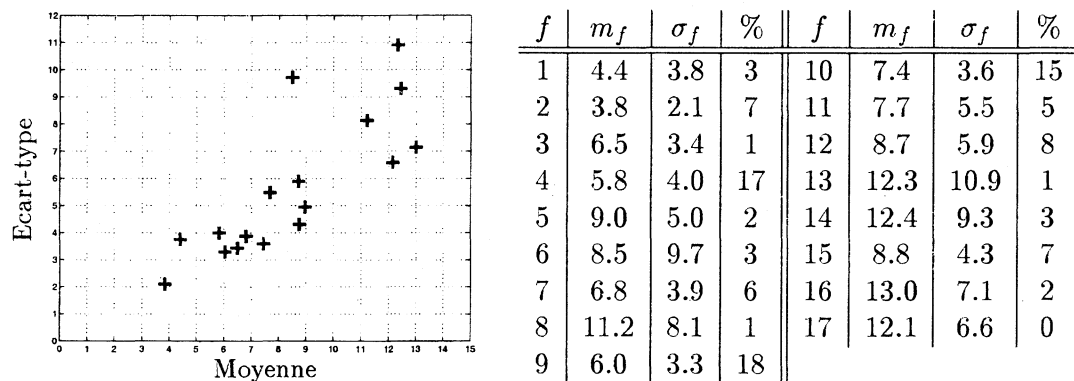 12
11
10
9
8
7
6
5
4
3
2
1
0
Ecart-type
0 1 2 3 4 5 6 7 8 9 10 11 12 13 14 15
Moyenne
f m_f σ_f % f m_f σ_f %
1 4.4 3.8 3 10 7.4 3.6 15
2 3.8 2.1 7 11 7.7 5.5 5
3 6.5 3.4 1 12 8.7 5.9 8
4 5.8 4.0 17 13 12.3 10.9 1
5 9.0 5.0 2 14 12.4 9.3 3
6 8.5 9.7 3 15 8.8 4.3 7
7 6.8 3.9 6 16 13.0 7.1 2
8 11.2 8.1 1 17 12.1 6.6 0
9 6.0 3.3 18